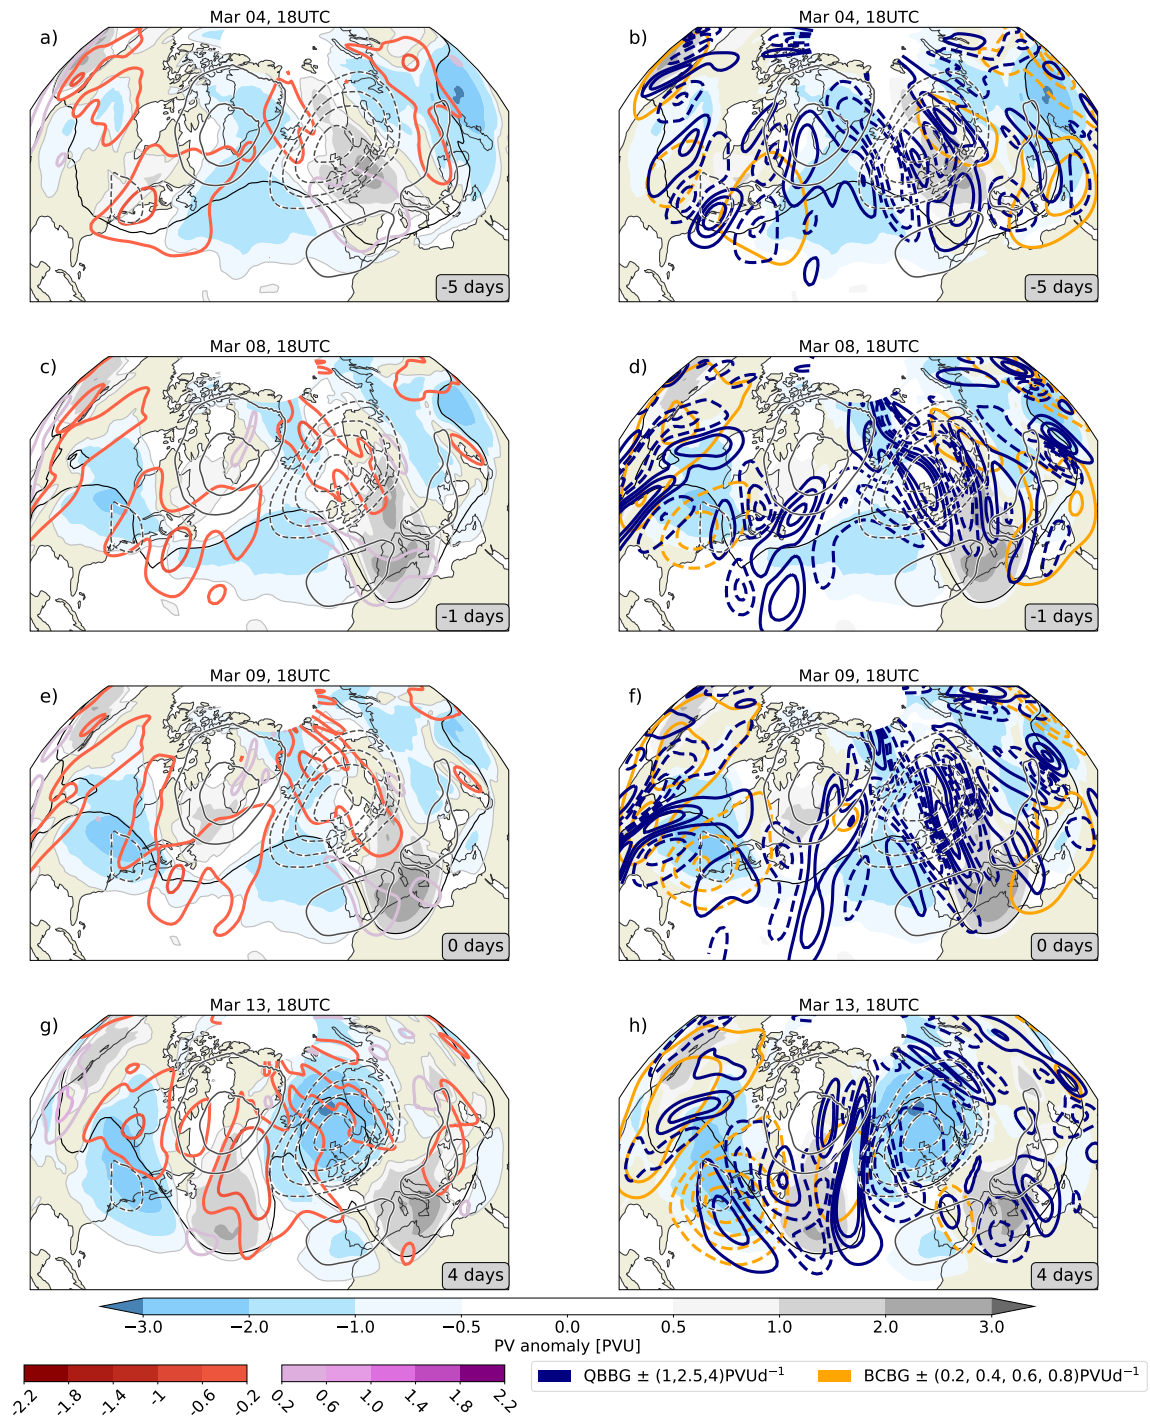 Mar 04, 18UTC
a)
-5 days
Mar 04, 18UTC
b)
-5 days
Mar 08, 18UTC
c)
-1 days
Mar 08, 18UTC
d)
-1 days
Mar 09, 18UTC
e)
0 days
Mar 09, 18UTC
f)
0 days
Mar 13, 18UTC
g)
4 days
Mar 13, 18UTC
h)
4 days
−3.0 −2.0 −1.0 −0.5 0.0 0.5 1.0 2.0 3.0
PV anomaly [PVU]
-2.2 -1.8 -1.4 -1 -0.6 -0.2
0.2 0.6 1.0 1.4 1.8 2.2
QBBG ± (1,2.5,4)PVUd⁻¹
BCBG ± (0.2, 0.4, 0.6, 0.8)PVUd⁻¹